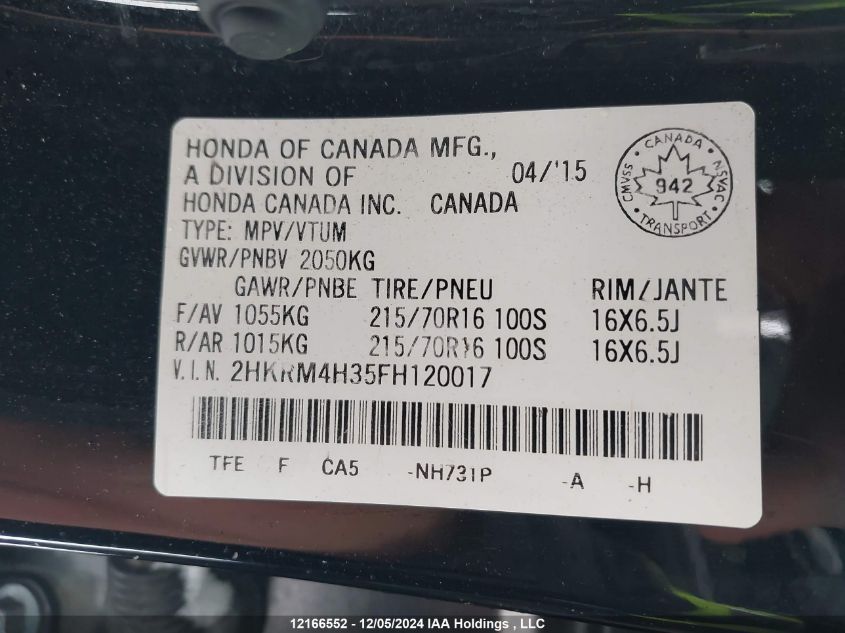 HONDA OF CANADA MFG.,
A DIVISION OF 04/'15
HONDA CANADA INC. CANADA
TYPE: MPV/VTUM
GVWR/PNBV 2050KG
GAWR/PNBE TIRE/PNEU RIM/JANTE
F/AV 1055KG 215/70R16 100S 16X6.5J
R/AR 1015KG 215/70R16 100S 16X6.5J
V.I.N. 2HKRM4H35FH120017
TFE F CA5 -NH731P -A -H
CANADA
CMVSS 942 NSVAC
TRANSPORT
12166552 - 12/05/2024 IAA Holdings , LLC